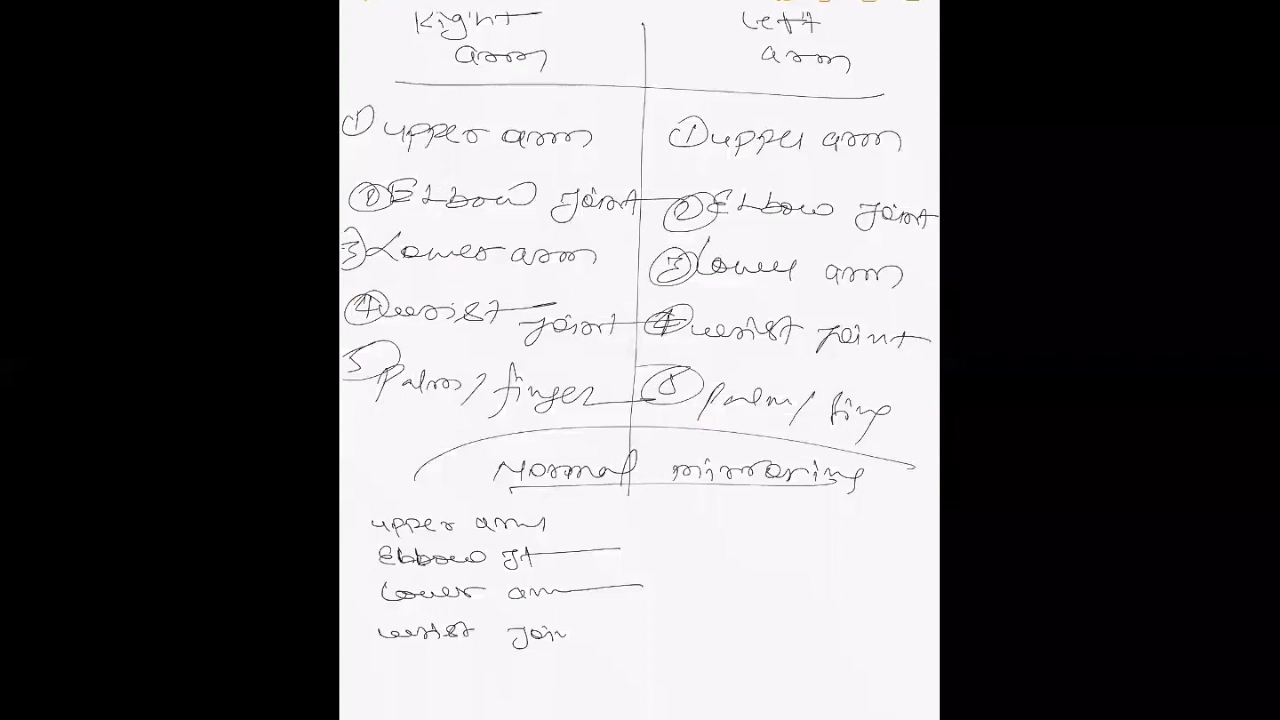 Right Left
arm arm
① upper arm ① upper arm
② Elbow Joint ② Elbow Joint
③ Lower arm ③ Lower arm
④ wrist Joint ④ wrist joint
⑤ Palm / finger ⑤ palm / fing
Normal mirroring
upper arm
Elbow Jt
Lower arm
wrist Join